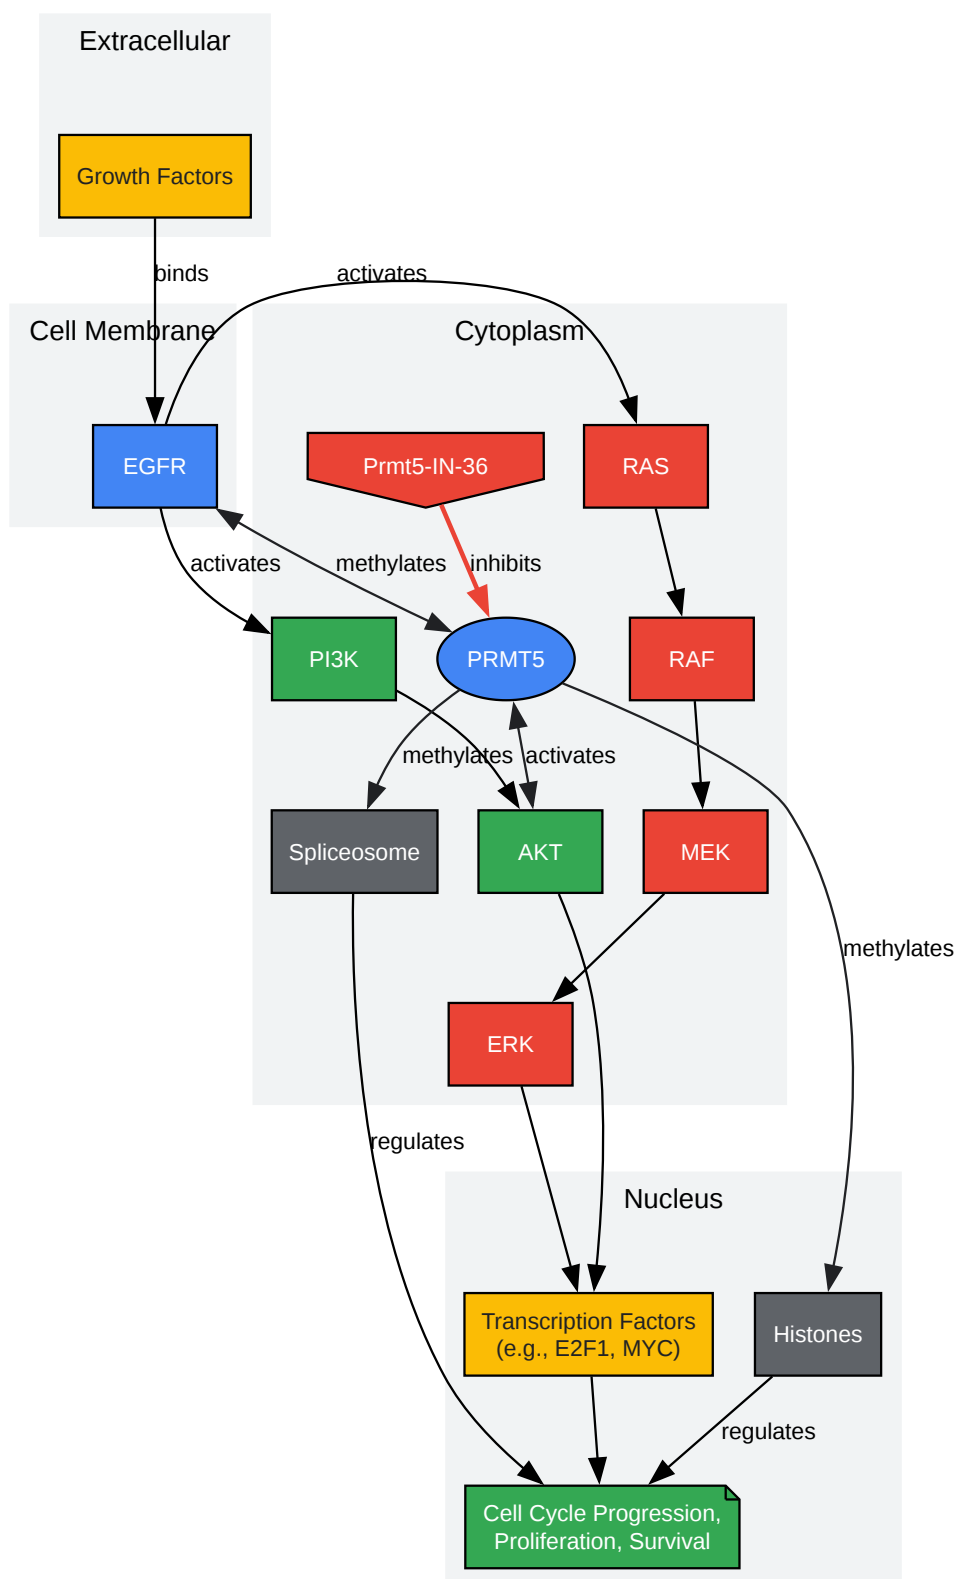 Extracellular
Growth Factors
binds
activates
Cell Membrane
Cytoplasm
EGFR
Prmt5-IN-36
RAS
activates
methylates
inhibits
PI3K
PRMT5
RAF
methylates
activates
Spliceosome
AKT
MEK
methylates
ERK
regulates
Nucleus
Transcription Factors
(e.g., E2F1, MYC)
Histones
regulates
Cell Cycle Progression,
Proliferation, Survival